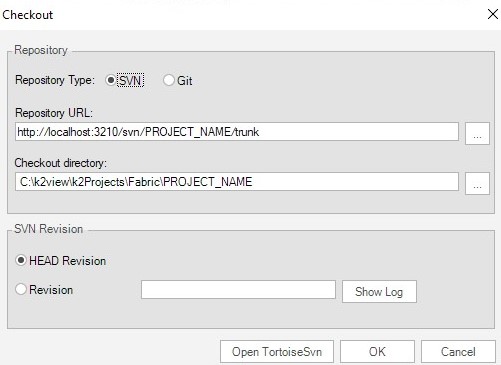 Checkout
Repository
Repository Type: SVN Git
Repository URL:
http://localhost:3210/svn/PROJECT_NAME/trunk
...
Checkout directory:
C:\k2view\k2Projects\Fabric\PROJECT_NAME
...
SVN Revision
HEAD Revision
Revision
Show Log
Open TortoiseSvn OK Cancel